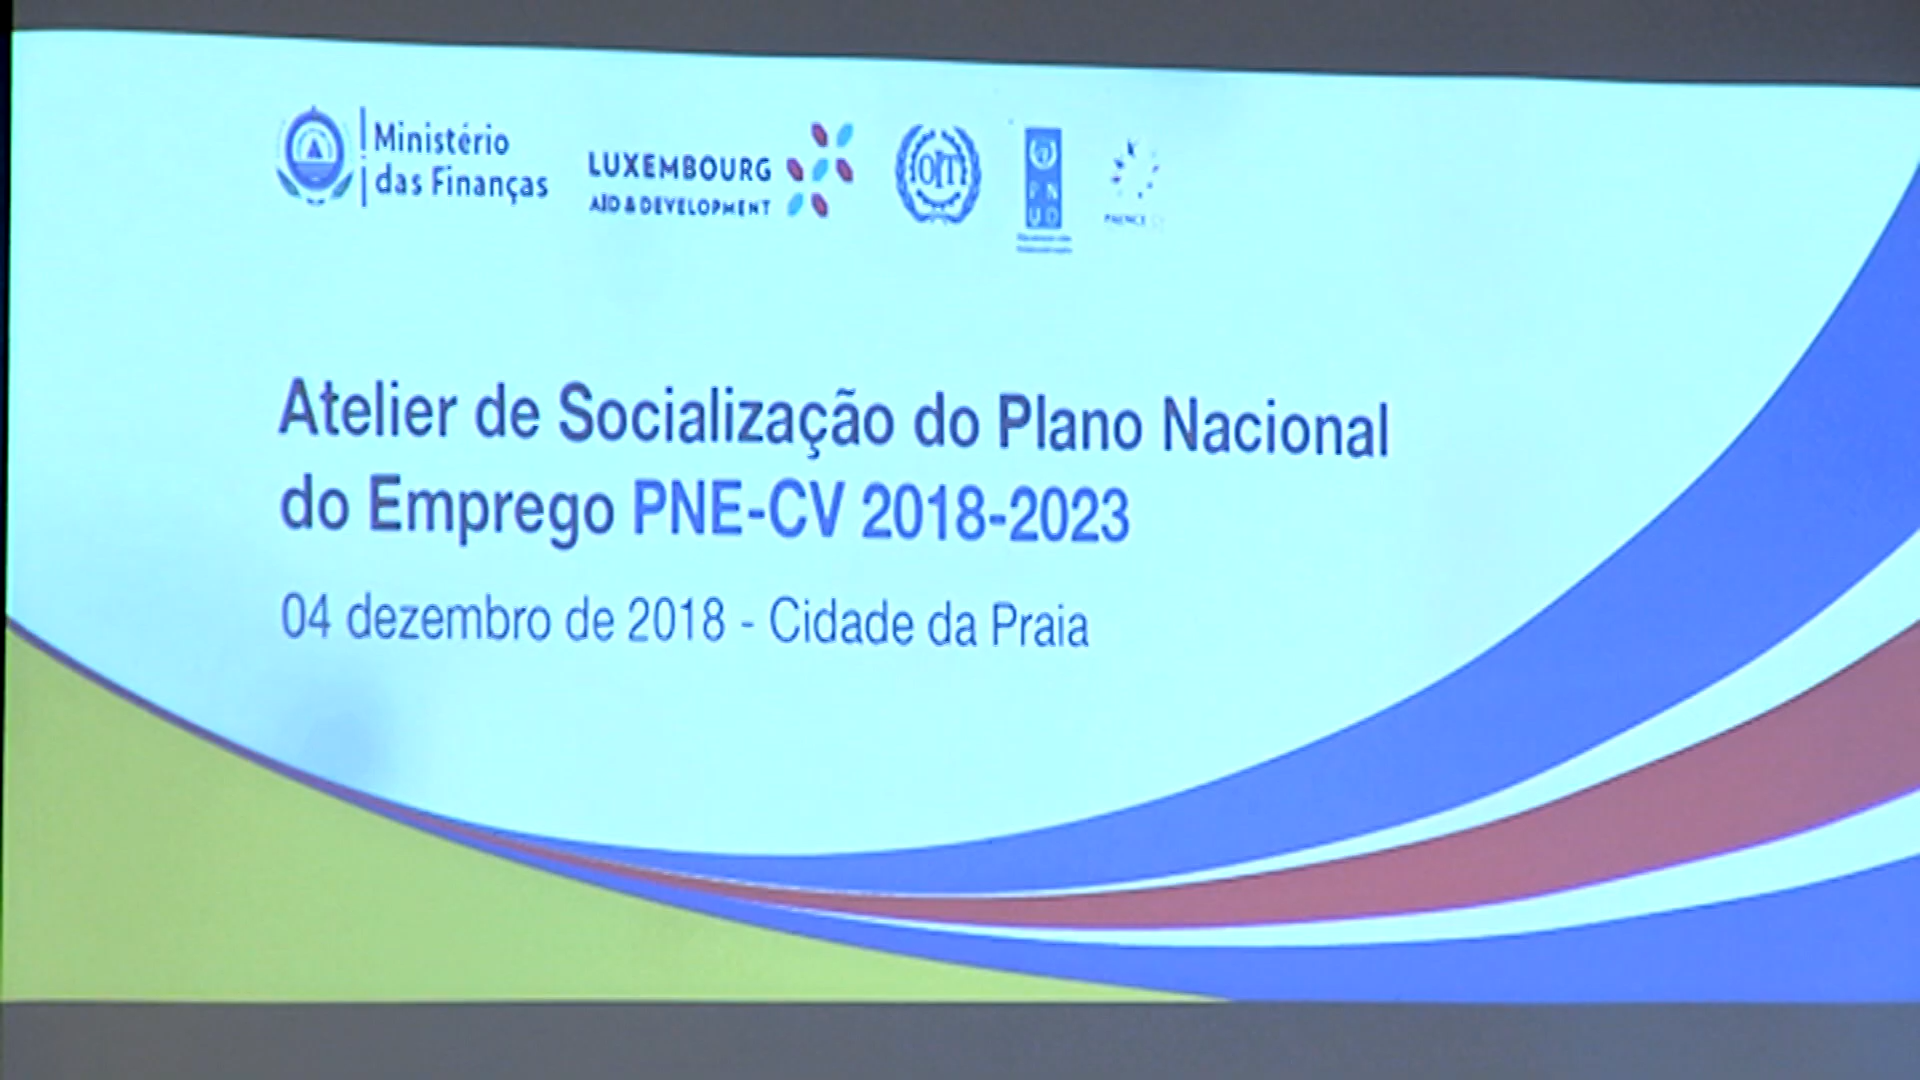 Ministério
das Finanças
LUXEMBOURG
AID & DEVELOPMENT
OIT
P N
U D
Atelier de Socialização do Plano Nacional
do Emprego PNE-CV 2018-2023
04 dezembro de 2018 - Cidade da Praia